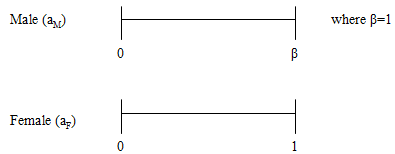 Male (aM) where β=1
0 β
Female (aF)
0 1